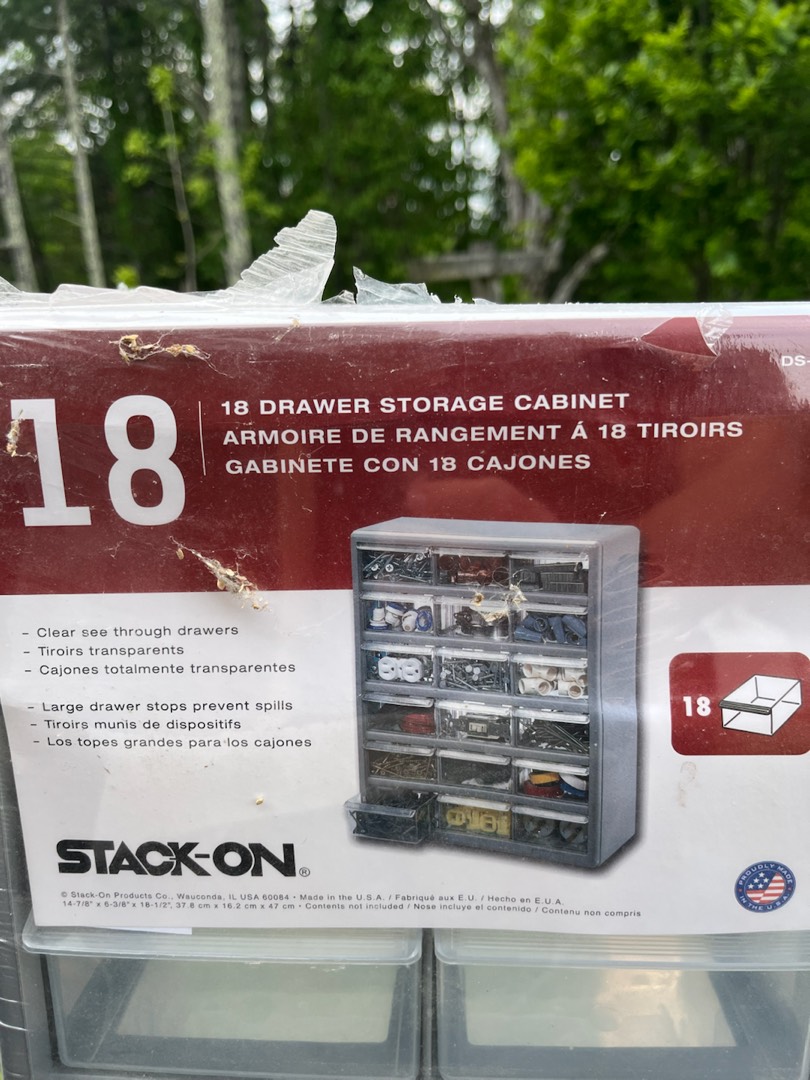 DS-
18
18 DRAWER STORAGE CABINET
ARMOIRE DE RANGEMENT Á 18 TIROIRS
GABINETE CON 18 CAJONES
- Clear see through drawers
- Tiroirs transparents
- Cajones totalmente transparentes
- Large drawer stops prevent spills
- Tiroirs munis de dispositifs
- Los topes grandes para los cajones
18
STACK-ON®
© Stack-On Products Co., Wauconda, IL USA 60084 • Made in the U.S.A. / Fabriqué aux E.U. / Hecho en E.U.A.
14-7/8" x 6-3/8" x 18-1/2", 37.8 cm x 16.2 cm x 47 cm • Contents not included / Nose incluye el contenido / Contenu non compris
PROUDLY MADE
IN THE U.S.A.